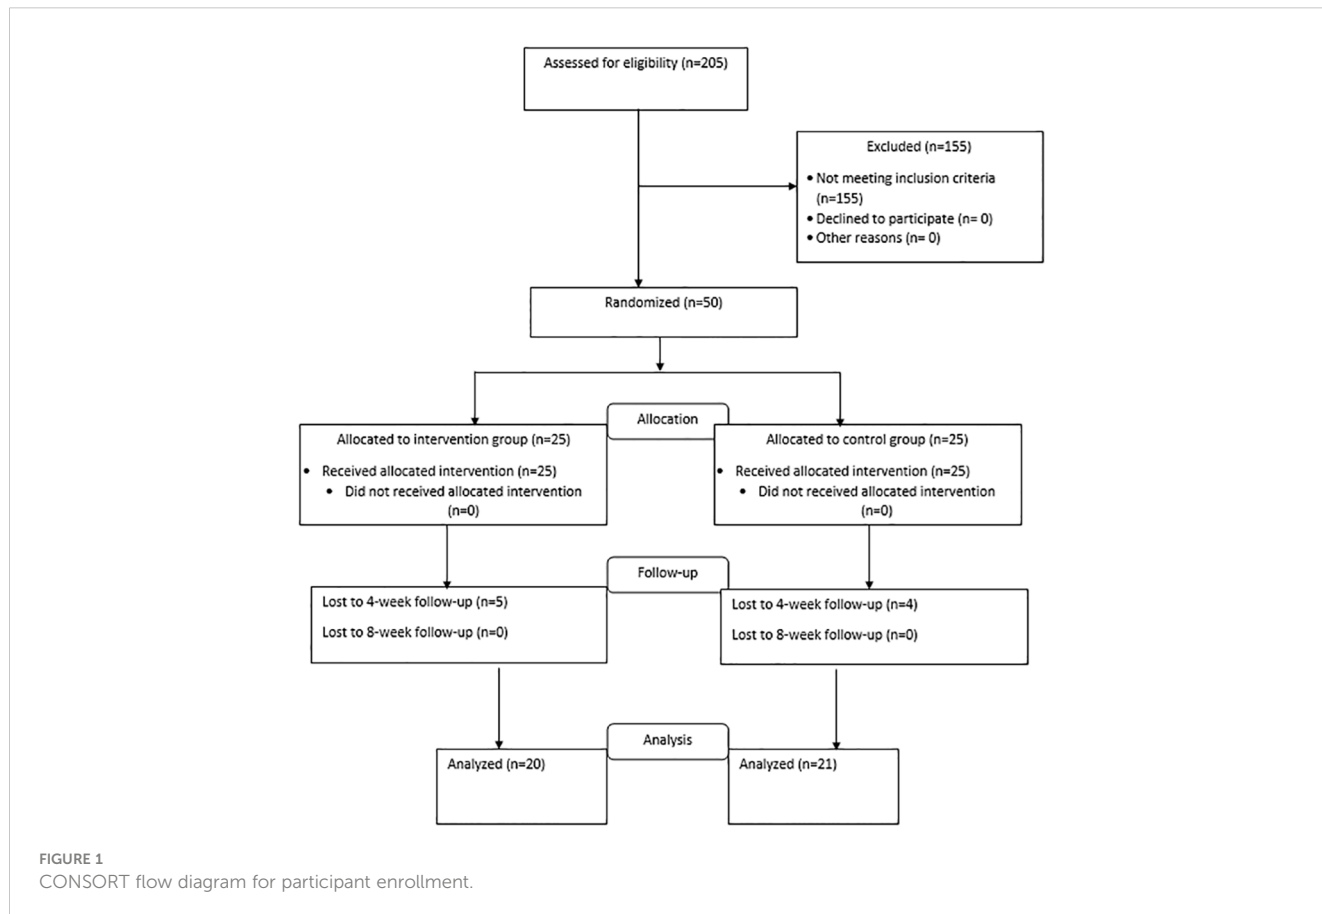 Assessed for eligibility (n=205)
Excluded (n=155)
• Not meeting inclusion criteria
(n=155)
• Declined to participate (n= 0)
• Other reasons (n= 0)
Randomized (n=50)
Allocation
Allocated to intervention group (n=25)
• Received allocated intervention (n=25)
• Did not received allocated intervention
(n=0)
Allocated to control group (n=25)
• Received allocated intervention (n=25)
• Did not received allocated intervention
(n=0)
Follow-up
Lost to 4-week follow-up (n=5)
Lost to 8-week follow-up (n=0)
Lost to 4-week follow-up (n=4)
Lost to 8-week follow-up (n=0)
Analysis
Analyzed (n=20)
Analyzed (n=21)
FIGURE 1
CONSORT flow diagram for participant enrollment.